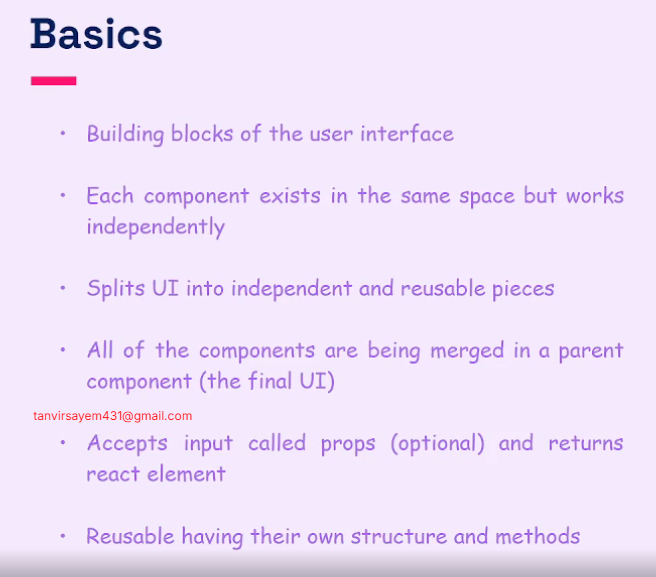 Basics
• Building blocks of the user interface
• Each component exists in the same space but works
independently
• Splits UI into independent and reusable pieces
• All of the components are being merged in a parent
component (the final UI)
tanvirsayem431@gmail.com
• Accepts input called props (optional) and returns
react element
• Reusable having their own structure and methods